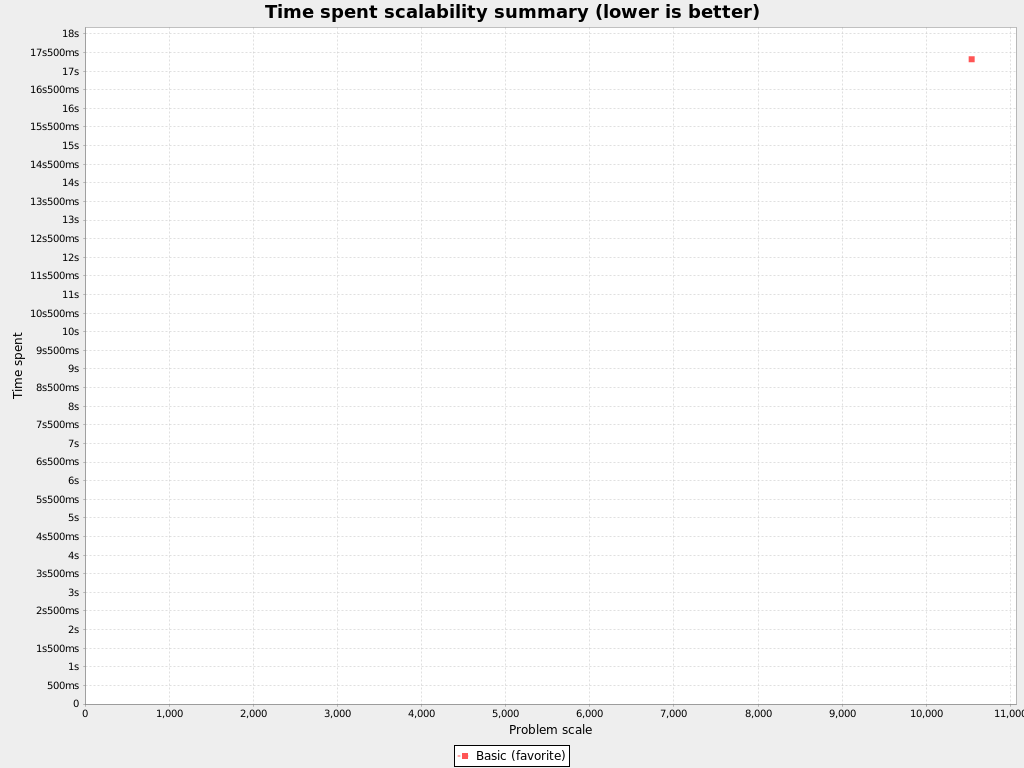 Time spent scalability summary (lower is better)
18s
17s500ms
17s
16s500ms
16s
15s500ms
15s
14s500ms
14s
13s500ms
13s
12s500ms
12s
11s500ms
11s
10s500ms
10s
9s500ms
9s
8s500ms
8s
7s500ms
7s
6s500ms
6s
5s500ms
5s
4s500ms
4s
3s500ms
3s
2s500ms
2s
1s500ms
1s
500ms
0
Time spent
0 1,000 2,000 3,000 4,000 5,000 6,000 7,000 8,000 9,000 10,000 11,000
Problem scale
Basic (favorite)